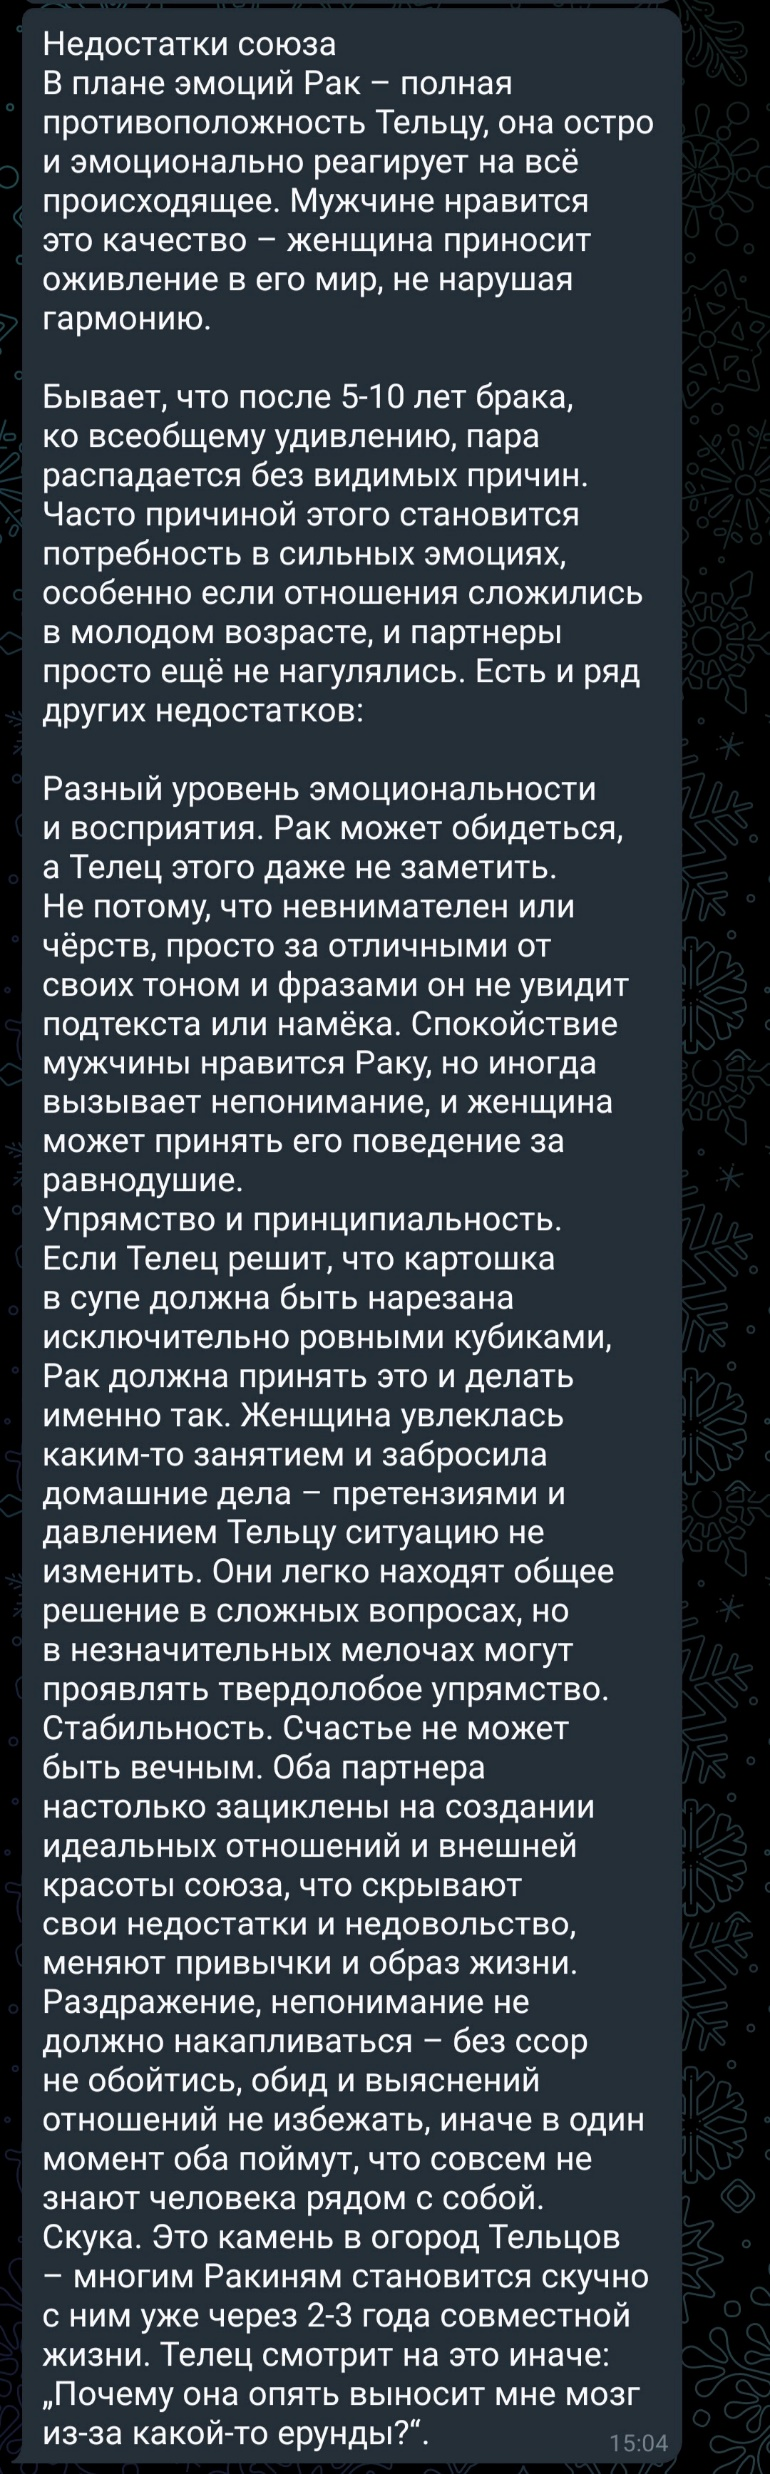 Недостатки союза
В плане эмоций Рак – полная
противоположность Тельцу, она остро
и эмоционально реагирует на всё
происходящее. Мужчине нравится
это качество – женщина приносит
оживление в его мир, не нарушая
гармонию.
Бывает, что после 5-10 лет брака,
ко всеобщему удивлению, пара
распадается без видимых причин.
Часто причиной этого становится
потребность в сильных эмоциях,
особенно если отношения сложились
в молодом возрасте, и партнеры
просто ещё не нагулялись. Есть и ряд
других недостатков:
Разный уровень эмоциональности
и восприятия. Рак может обидеться,
а Телец этого даже не заметить.
Не потому, что невнимателен или
чёрств, просто за отличными от
своих тоном и фразами он не увидит
подтекста или намёка. Спокойствие
мужчины нравится Раку, но иногда
вызывает непонимание, и женщина
может принять его поведение за
равнодушие.
Упрямство и принципиальность.
Если Телец решит, что картошка
в супе должна быть нарезана
исключительно ровными кубиками,
Рак должна принять это и делать
именно так. Женщина увлеклась
каким-то занятием и забросила
домашние дела – претензиями и
давлением Тельцу ситуацию не
изменить. Они легко находят общее
решение в сложных вопросах, но
в незначительных мелочах могут
проявлять твердолобое упрямство.
Стабильность. Счастье не может
быть вечным. Оба партнера
настолько зациклены на создании
идеальных отношений и внешней
красоты союза, что скрывают
свои недостатки и недовольство,
меняют привычки и образ жизни.
Раздражение, непонимание не
должно накапливаться – без ссор
не обойтись, обид и выяснений
отношений не избежать, иначе в один
момент оба поймут, что совсем не
знают человека рядом с собой.
Скука. Это камень в огород Тельцов
– многим Ракиням становится скучно
с ним уже через 2-3 года совместной
жизни. Телец смотрит на это иначе:
„Почему она опять выносит мне мозг
из-за какой-то ерунды?“.
15:04